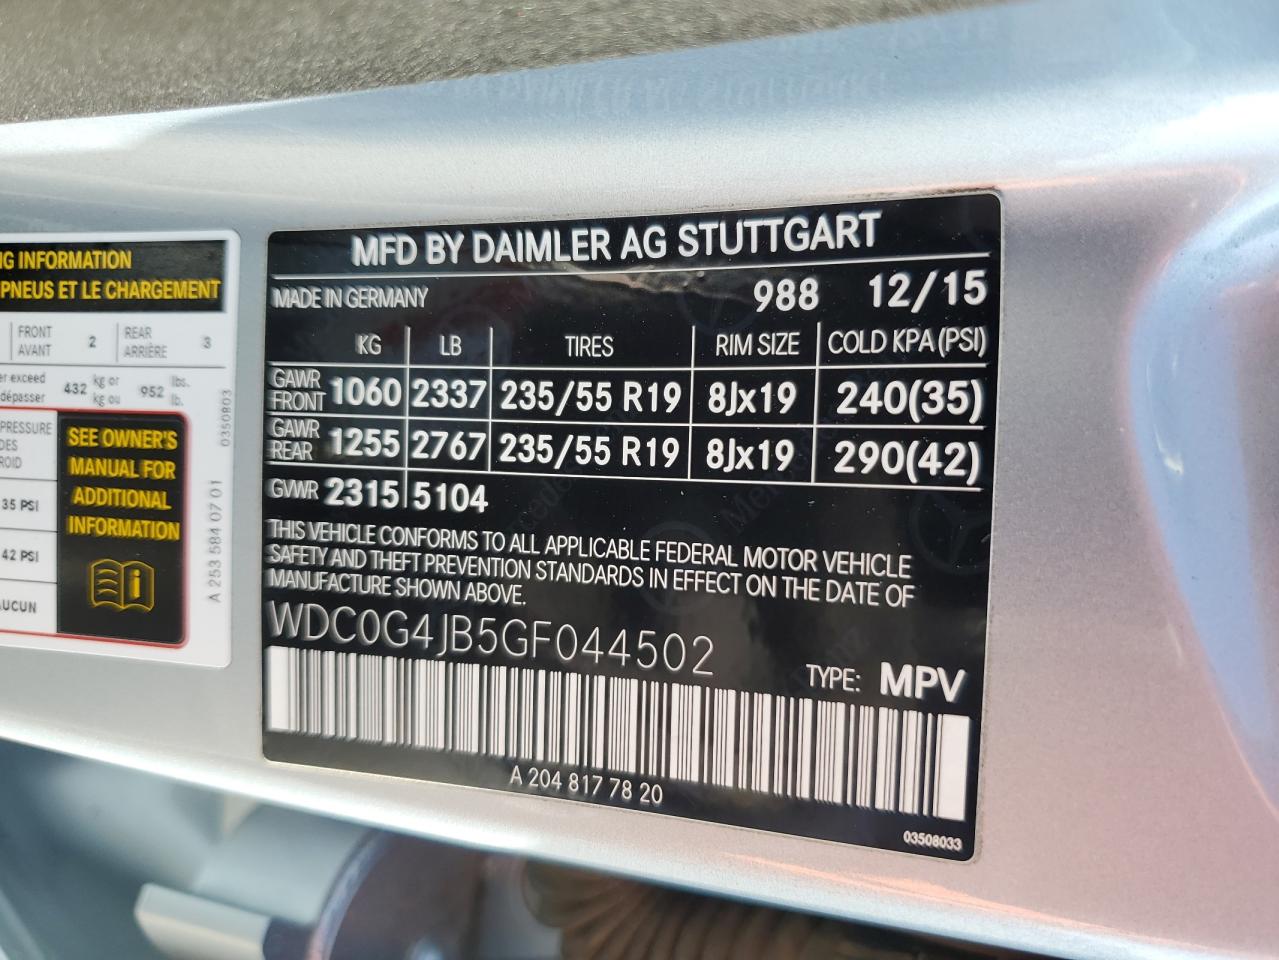 NG INFORMATION
PNEUS ET LE CHARGEMENT
FRONT
AVANT
2
REAR
ARRIÈRE
3
er exceed
dépasser
432
kg or
kg ou
952
lbs.
lb.
PRESSURE
DES
ROID
35 PSI
42 PSI
AUCUN
SEE OWNER'S
MANUAL FOR
ADDITIONAL
INFORMATION
A 253 584 07 01
0350803
MFD BY DAIMLER AG STUTTGART
MADE IN GERMANY 988 12/15
KG LB TIRES RIM SIZE COLD KPA (PSI)
GAWR FRONT 1060 2337 235/55 R19 8Jx19 240(35)
GAWR REAR 1255 2767 235/55 R19 8Jx19 290(42)
GVWR 2315 5104
THIS VEHICLE CONFORMS TO ALL APPLICABLE FEDERAL MOTOR VEHICLE
SAFETY AND THEFT PREVENTION STANDARDS IN EFFECT ON THE DATE OF
MANUFACTURE SHOWN ABOVE.
WDC0G4JB5GF044502
TYPE: MPV
A 204 817 78 20
03508033